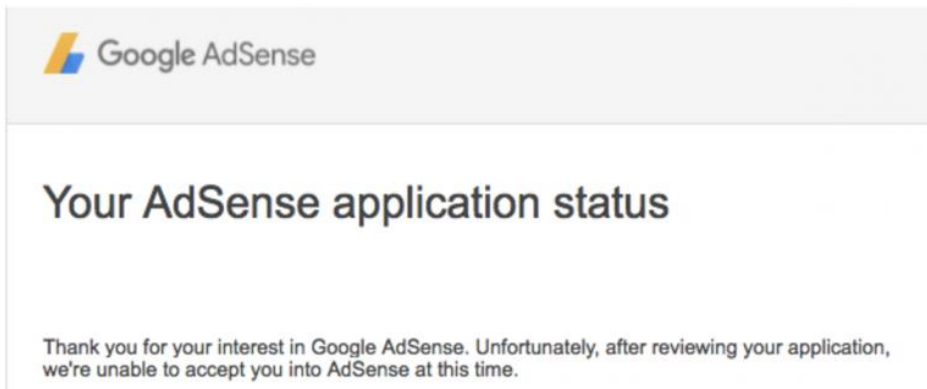 Google AdSense
Your AdSense application status
Thank you for your interest in Google AdSense. Unfortunately, after reviewing your application,
we're unable to accept you into AdSense at this time.